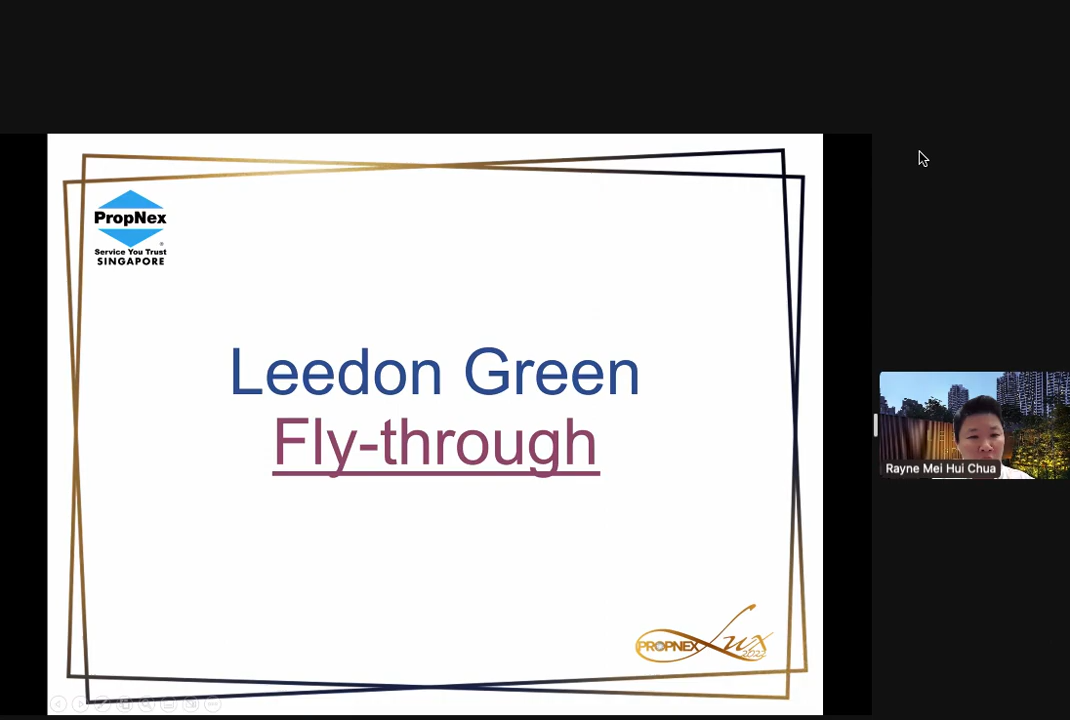 PropNex
Service You Trust
SINGAPORE
Leedon Green
Fly-through
Rayne Mei Hui Chua
PROPNEX Lux
2022